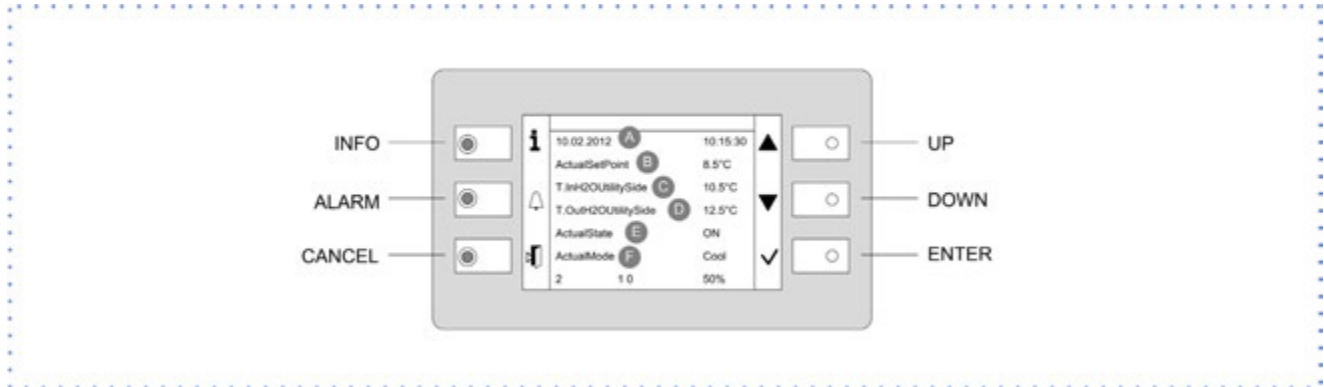 INFO
ALARM
CANCEL
i
10.02.2012 A 10:15:30
ActualSetPoint B 8.5°C
T.InH2OUtilitySide C 10.5°C
T.OutH2OUtilitySide D 12.5°C
ActualState E ON
ActualMode F Cool
2 1 0 50%
UP
DOWN
ENTER